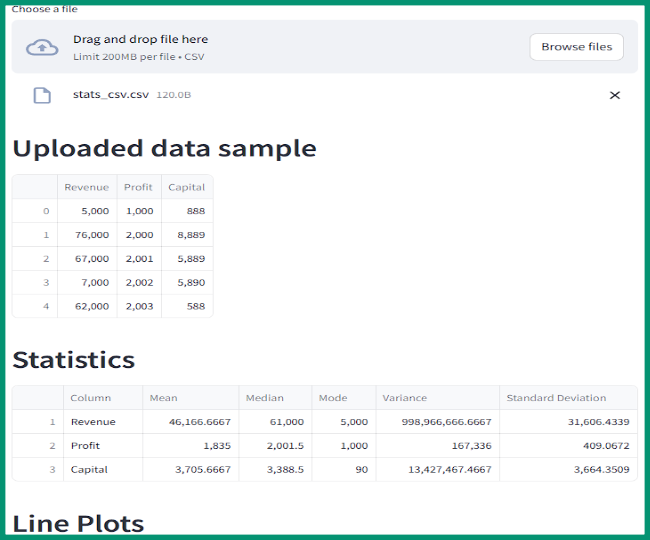 Choose a file
Drag and drop file here
Limit 200MB per file • CSV
Browse files
stats_csv.csv 120.0B
Uploaded data sample
Revenue Profit Capital
0 5,000 1,000 888
1 76,000 2,000 8,889
2 67,000 2,001 5,889
3 7,000 2,002 5,890
4 62,000 2,003 588
Statistics
Column Mean Median Mode Variance Standard Deviation
1 Revenue 46,166.6667 61,000 5,000 998,966,666.6667 31,606.4339
2 Profit 1,835 2,001.5 1,000 167,336 409.0672
3 Capital 3,705.6667 3,388.5 90 13,427,467.4667 3,664.3509
Line Plots